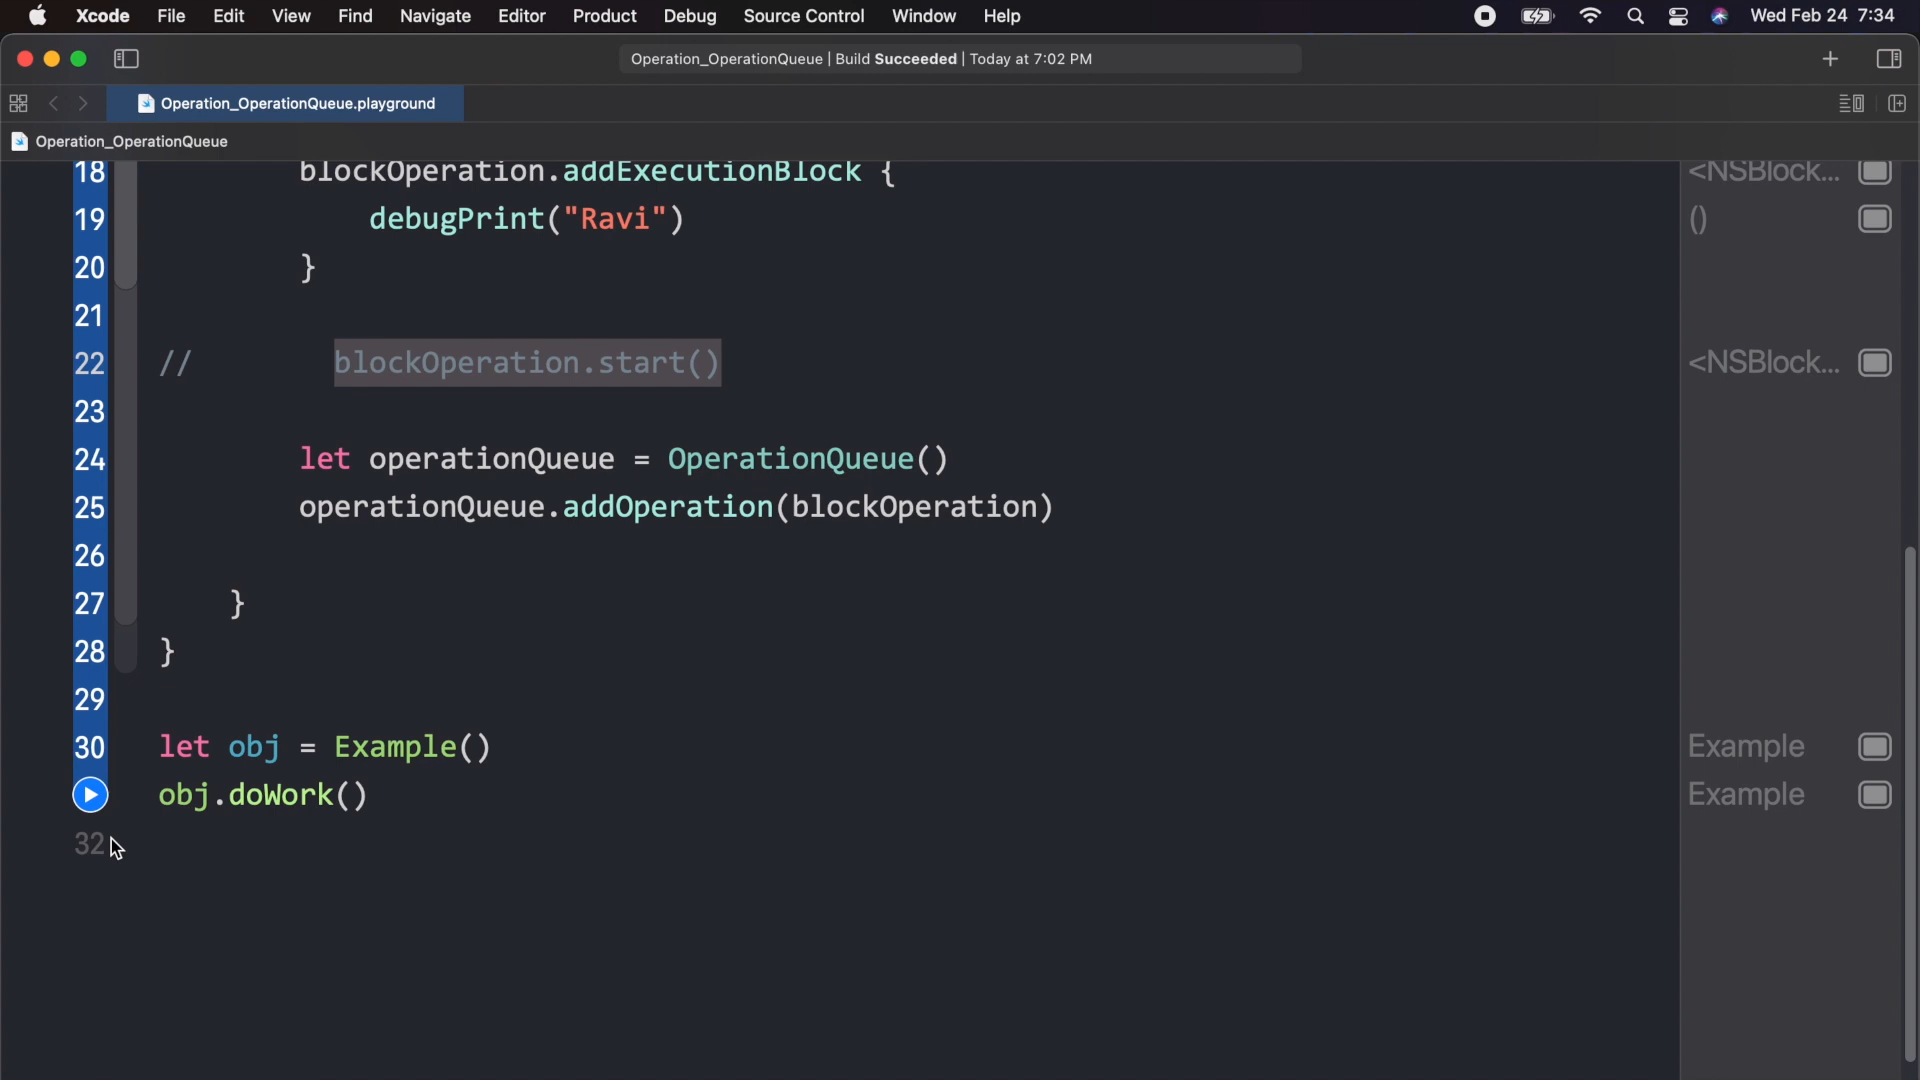 Xcode File Edit View Find Navigate Editor Product Debug Source Control Window Help Wed Feb 24 7:34
Operation_OperationQueue | Build Succeeded | Today at 7:02 PM
Operation_OperationQueue.playground
Operation_OperationQueue
18 blockOperation.addExecutionBlock { <NSBlock...
19 debugPrint("Ravi") ()
20 }
21
22 // blockOperation.start() <NSBlock...
23
24 let operationQueue = OperationQueue()
25 operationQueue.addOperation(blockOperation)
26
27 }
28 }
29
30 let obj = Example() Example
obj.doWork() Example
32